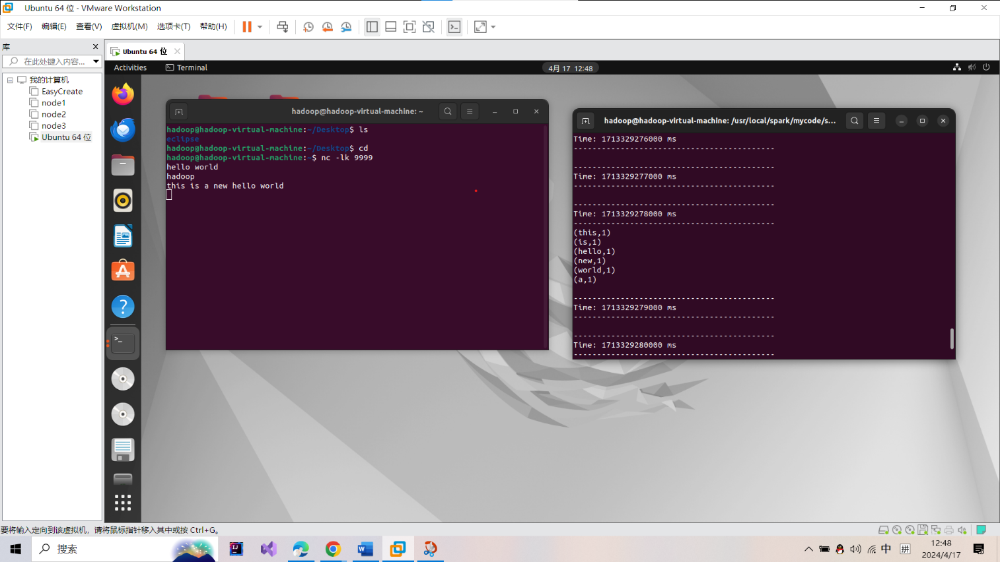 Ubuntu 64 位 - VMware Workstation
文件(F) 编辑(E) 查看(V) 虚拟机(M) 选项卡(T) 帮助(H)
库
在此处键入内容...
我的计算机
EasyCreate
node1
node2
node3
Ubuntu 64 位
Ubuntu 64 位
Activities
Terminal
4月 17 12:48
hadoop@hadoop-virtual-machine: ~
hadoop@hadoop-virtual-machine:~/Desktop$ ls
eclipse
hadoop@hadoop-virtual-machine:~/Desktop$ cd
hadoop@hadoop-virtual-machine:~$ nc -lk 9999
hello world
hadoop
this is a new hello world
hadoop@hadoop-virtual-machine: /usr/local/spark/mycode/s...
Time: 1713329276000 ms
-------------------------------------------
-------------------------------------------
Time: 1713329277000 ms
-------------------------------------------
-------------------------------------------
Time: 1713329278000 ms
-------------------------------------------
(this,1)
(is,1)
(hello,1)
(new,1)
(world,1)
(a,1)
-------------------------------------------
Time: 1713329279000 ms
-------------------------------------------
-------------------------------------------
Time: 1713329280000 ms
-------------------------------------------
要将输入定向到该虚拟机，请将鼠标指针移入其中或按 Ctrl+G。
搜索
中
拼
12:48
2024/4/17